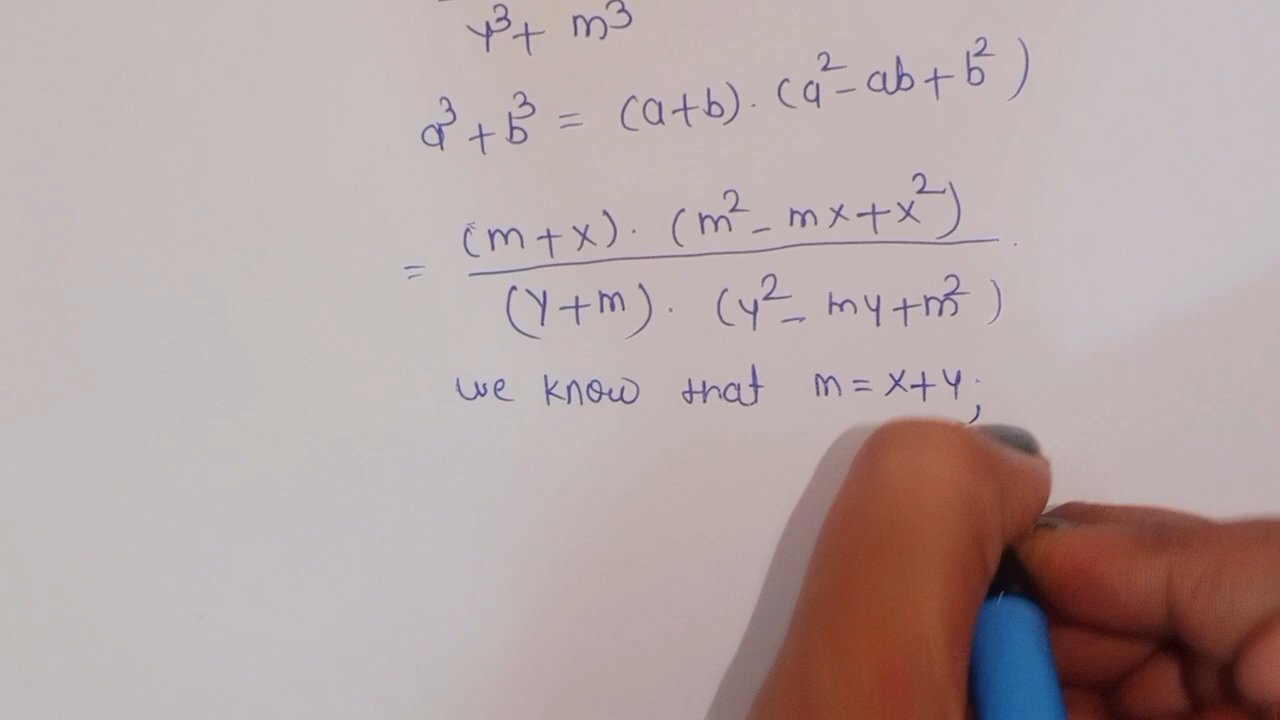 y³+ m³
a³+b³ = (a+b). (a²-ab+b²)
= (m+x). (m²-mx+x²)
(y+m). (y²-my+m²)
we know that m=x+y;